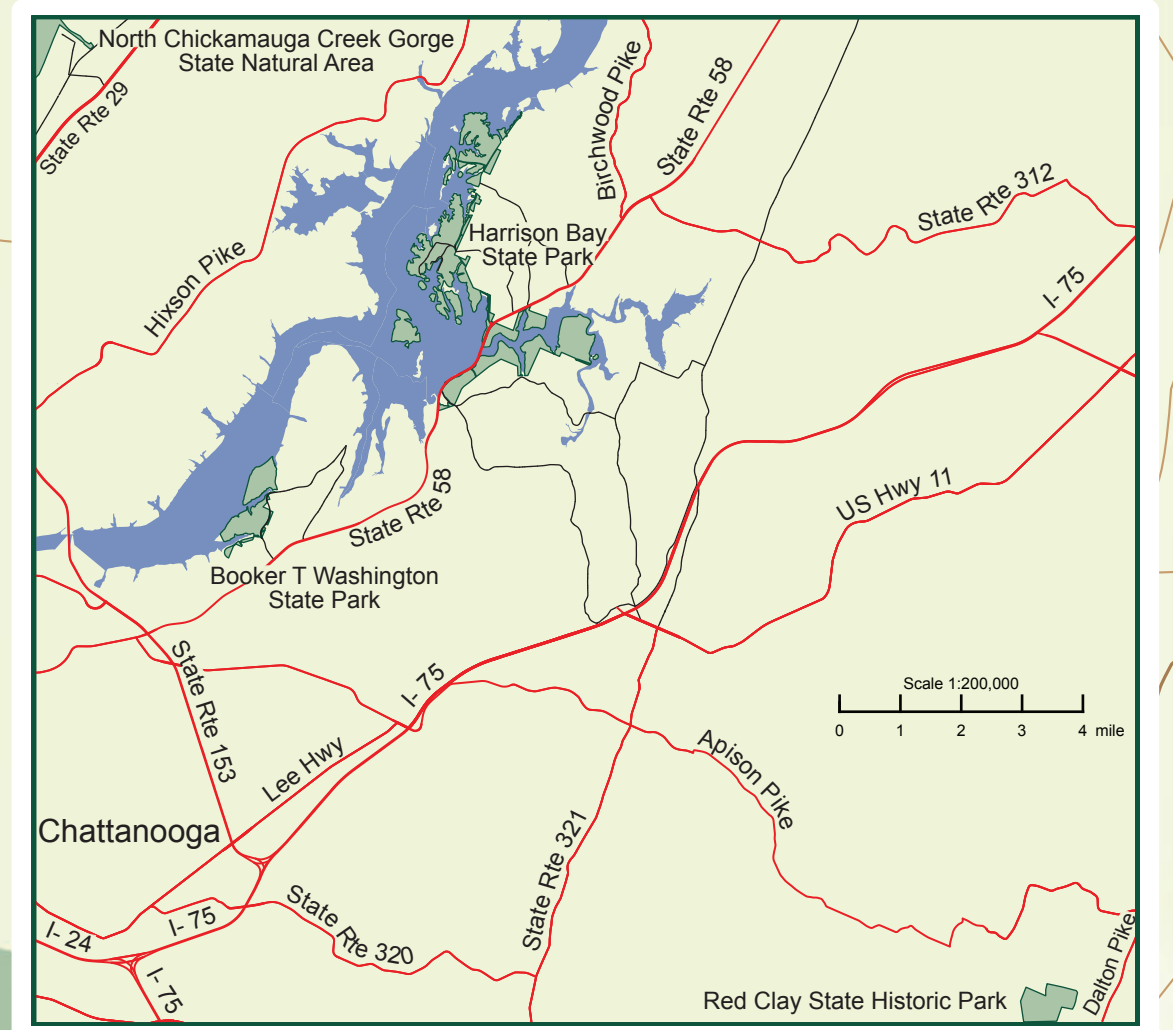 North Chickamauga Creek Gorge
State Natural Area
State Rte 29
Birchwood Pike
State Rte 58
State Rte 312
Harrison Bay
State Park
Hixson Pike
I- 75
US Hwy 11
State Rte 58
Booker T Washington
State Park
State Rte 153
I- 75
Scale 1:200,000
0 1 2 3 4 mile
Lee Hwy
Apison Pike
Chattanooga
State Rte 321
I- 75
State Rte 320
I- 24
I- 75
Dalton Pike
Red Clay State Historic Park